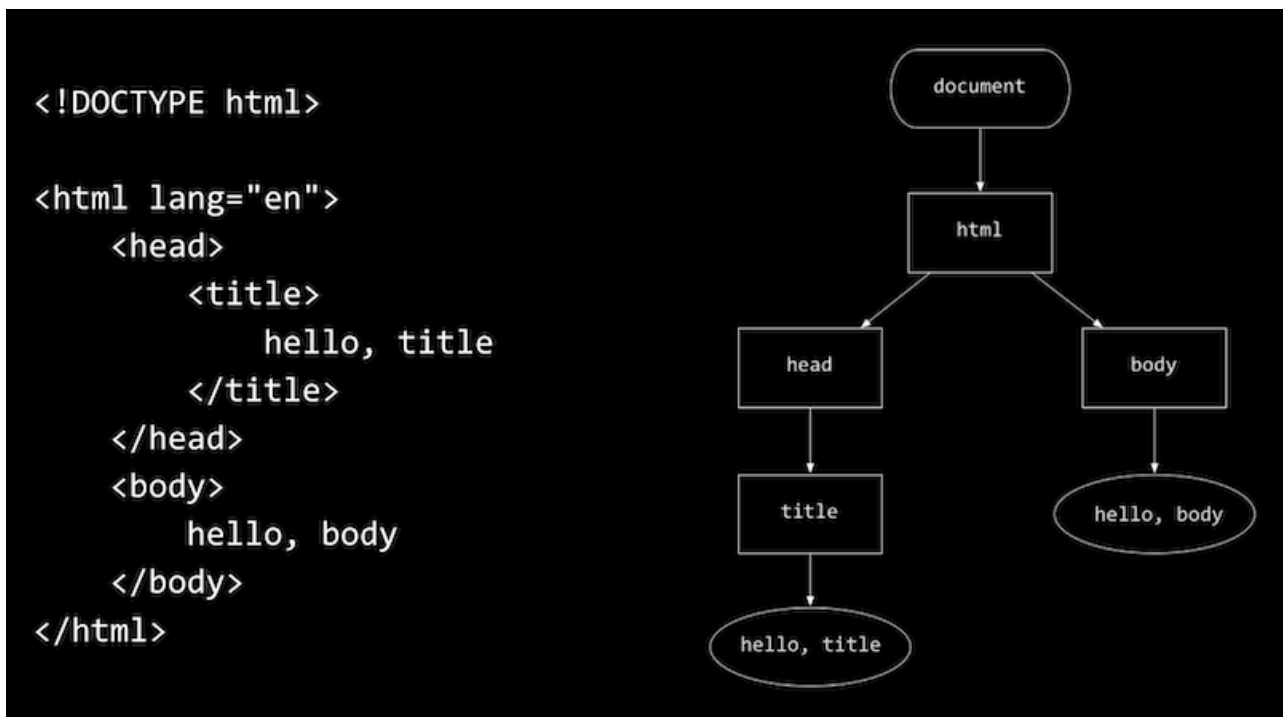 <!DOCTYPE html>
<html lang="en">
<head>
<title>
hello, title
</title>
</head>
<body>
hello, body
</body>
</html>
document
html
head
body
title
hello, body
hello, title